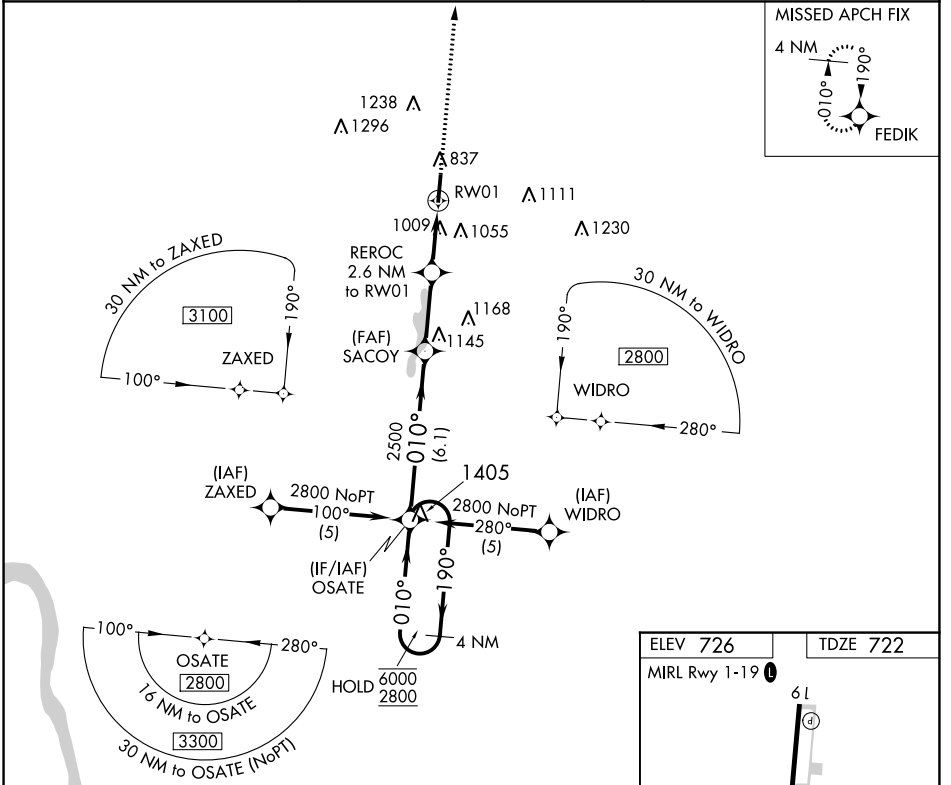 MISSED APCH FIX
4 NM
010°
190°
FEDIK
1238
1296
837
RW01
1111
1009
1055
1230
REROC
2.6 NM
to RW01
1168
(FAF)
SACOY
1145
30 NM to ZAXED
3100
190°
ZAXED
100°
30 NM to WIDRO
190°
2800
WIDRO
280°
2500
010°
(6.1)
1405
(IAF)
ZAXED
2800 NoPT
100°
(5)
2800 NoPT
280°
(5)
(IAF)
WIDRO
(IF/IAF)
OSATE
010°
190°
4 NM
HOLD 6000
2800
100°
280°
OSATE
2800
16 NM to OSATE
3300
30 NM to OSATE (NoPT)
ELEV 726
TDZE 722
MIRL Rwy 1-19 L
19
P